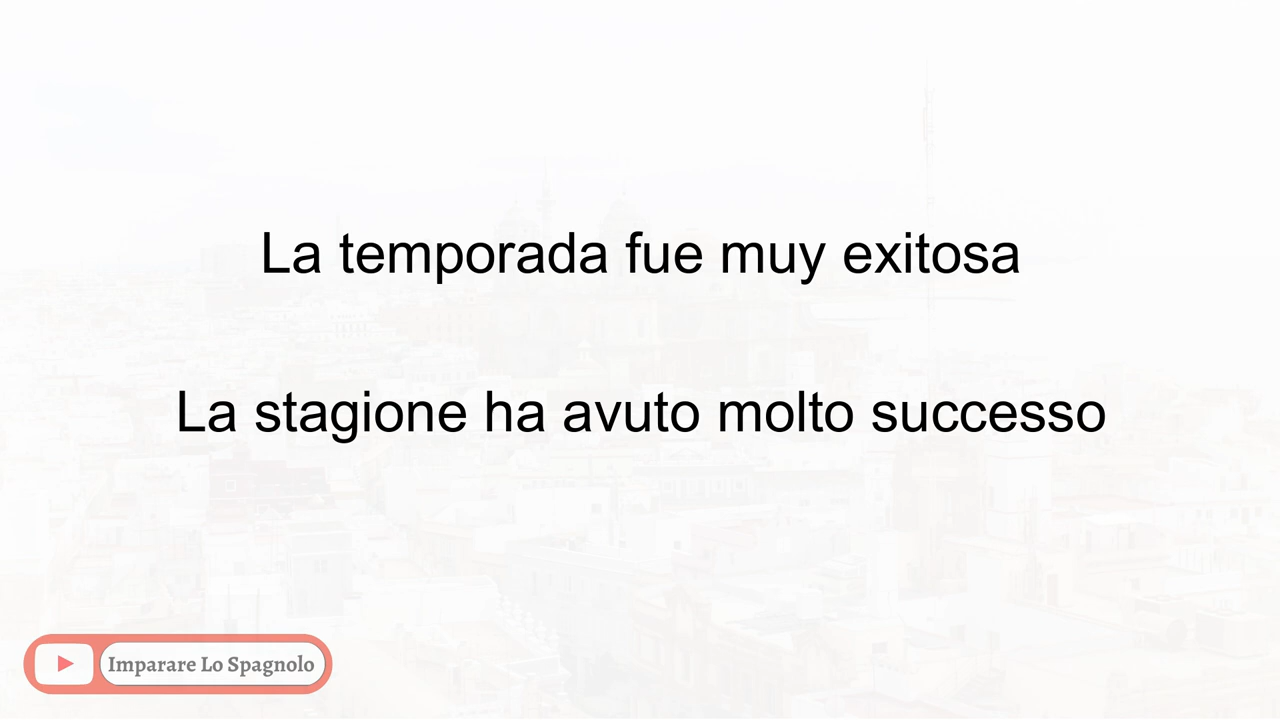 La temporada fue muy exitosa
La stagione ha avuto molto successo
Imparare Lo Spagnolo